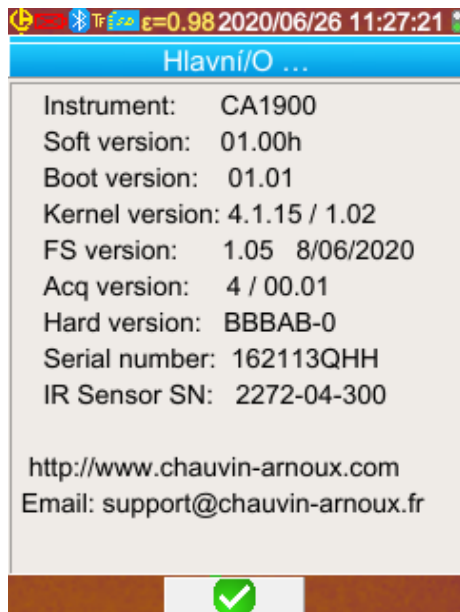 TF ε=0.98 2020/06/26 11:27:21
Hlavní/O ...
Instrument: CA1900
Soft version: 01.00h
Boot version: 01.01
Kernel version: 4.1.15 / 1.02
FS version: 1.05 8/06/2020
Acq version: 4 / 00.01
Hard version: BBBAB-0
Serial number: 162113QHH
IR Sensor SN: 2272-04-300
http://www.chauvin-arnoux.com
Email: support@chauvin-arnoux.fr